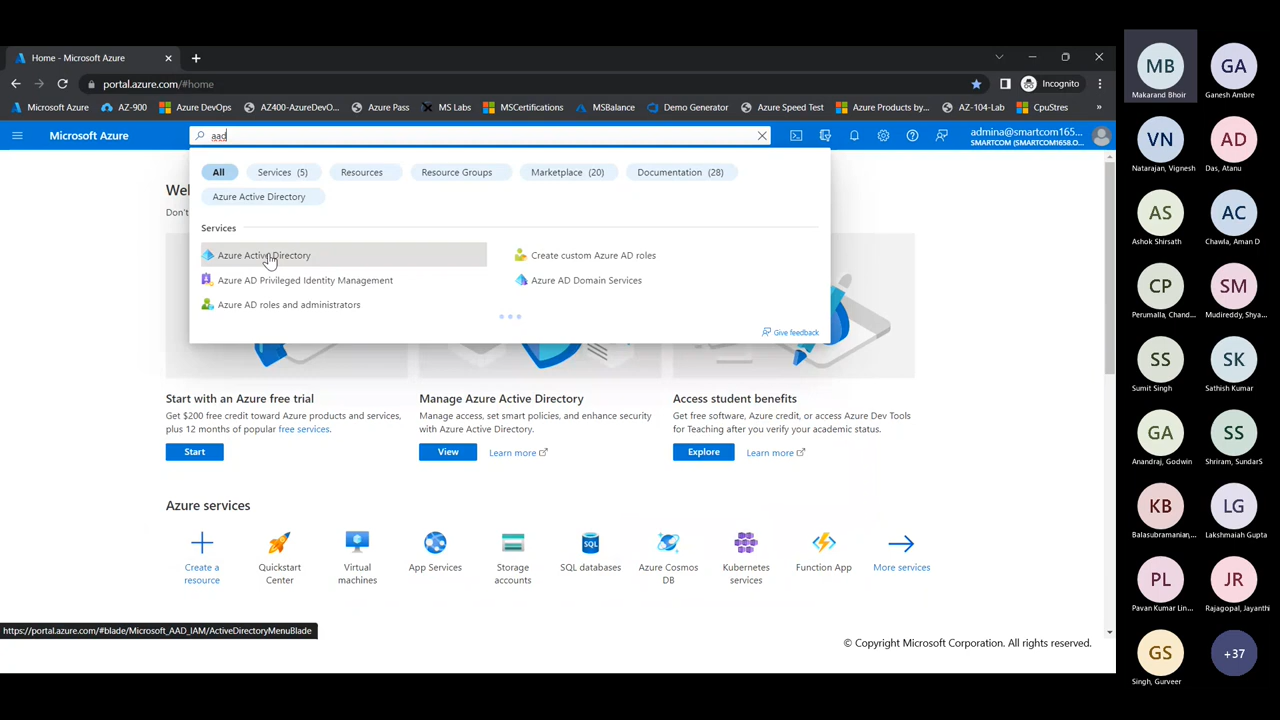 Home - Microsoft Azure
portal.azure.com/#home
Incognito
Microsoft Azure
AZ-900
Azure DevOps
AZ400-AzureDevO...
Azure Pass
MS Labs
MSCertifications
MSBalance
Demo Generator
Azure Speed Test
Azure Products by...
AZ-104-Lab
CpuStres
»
Microsoft Azure
aad
admina@smartcom165...
SMARTCOM (SMARTCOM1658.O...
All
Services (5)
Resources
Resource Groups
Marketplace (20)
Documentation (28)
Azure Active Directory
Wel
Don't
Services
Azure Active Directory
Create custom Azure AD roles
Azure AD Privileged Identity Management
Azure AD Domain Services
Azure AD roles and administrators
Give feedback
Start with an Azure free trial
Get $200 free credit toward Azure products and services,
plus 12 months of popular free services.
Start
Manage Azure Active Directory
Manage access, set smart policies, and enhance security
with Azure Active Directory.
View
Learn more
Access student benefits
Get free software, Azure credit, or access Azure Dev Tools
for Teaching after you verify your academic status.
Explore
Learn more
Azure services
Create a
resource
Quickstart
Center
Virtual
machines
App Services
Storage
accounts
SQL
SQL databases
Azure Cosmos
DB
Kubernetes
services
Function App
More services
https://portal.azure.com/#blade/Microsoft_AAD_IAM/ActiveDirectoryMenuBlade
© Copyright Microsoft Corporation. All rights reserved.
MB
Makarand Bhoir
GA
Ganesh Ambre
VN
Natarajan, Vignesh
AD
Das, Atanu
AS
Ashok Shirsath
AC
Chawla, Aman D
CP
Perumalla, Chand...
SM
Mudireddy, Shya...
SS
Sumit Singh
SK
Sathish Kumar
GA
Anandraj, Godwin
SS
Shriram, SundarS
KB
Balasubramanian,...
LG
Lakshmaiah Gupta
PL
Pavan Kumar Lin...
JR
Rajagopal, Jayanthi
GS
Singh, Gurveer
+37